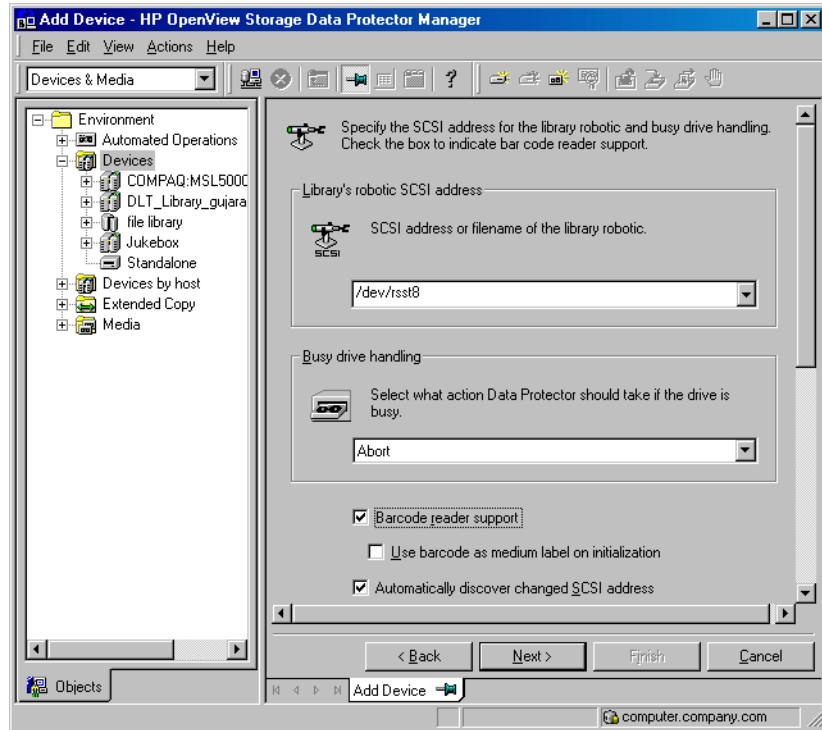 Add Device - HP OpenView Storage Data Protector Manager
File Edit View Actions Help
Devices & Media
Environment
Automated Operations
Devices
COMPAQ:MSL5000
DLT_Library_gujara
file library
Jukebox
Standalone
Devices by host
Extended Copy
Media
Objects
Specify the SCSI address for the library robotic and busy drive handling.
Check the box to indicate bar code reader support.
Library's robotic SCSI address
SCSI
SCSI address or filename of the library robotic.
/dev/rsst8
Busy drive handling
Select what action Data Protector should take if the drive is
busy.
Abort
Barcode reader support
Use barcode as medium label on initialization
Automatically discover changed SCSI address
< Back
Next >
Finish
Cancel
Add Device
computer.company.com